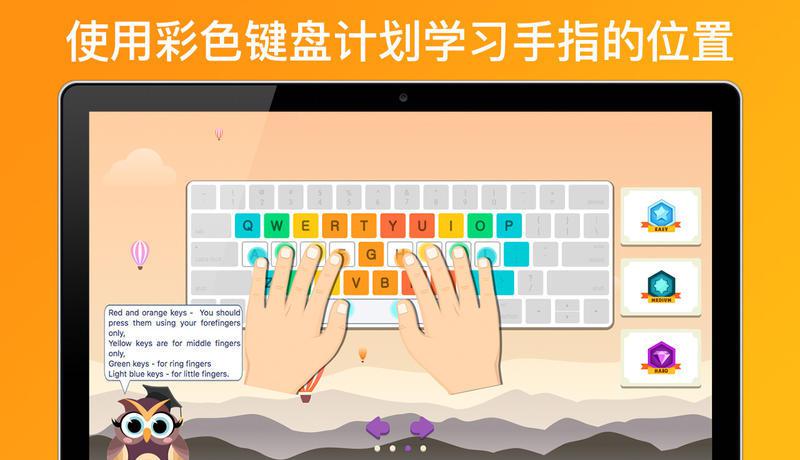 使用彩色键盘计划学习手指的位置
Q W E R T Y U I O P
G
Z V B
EASY
MEDIUM
HARD
Red and orange keys - You should
press them using your forefingers
only,
Yellow keys are for middle fingers
only,
Green keys - for ring fingers
Light blue keys - for little fingers.